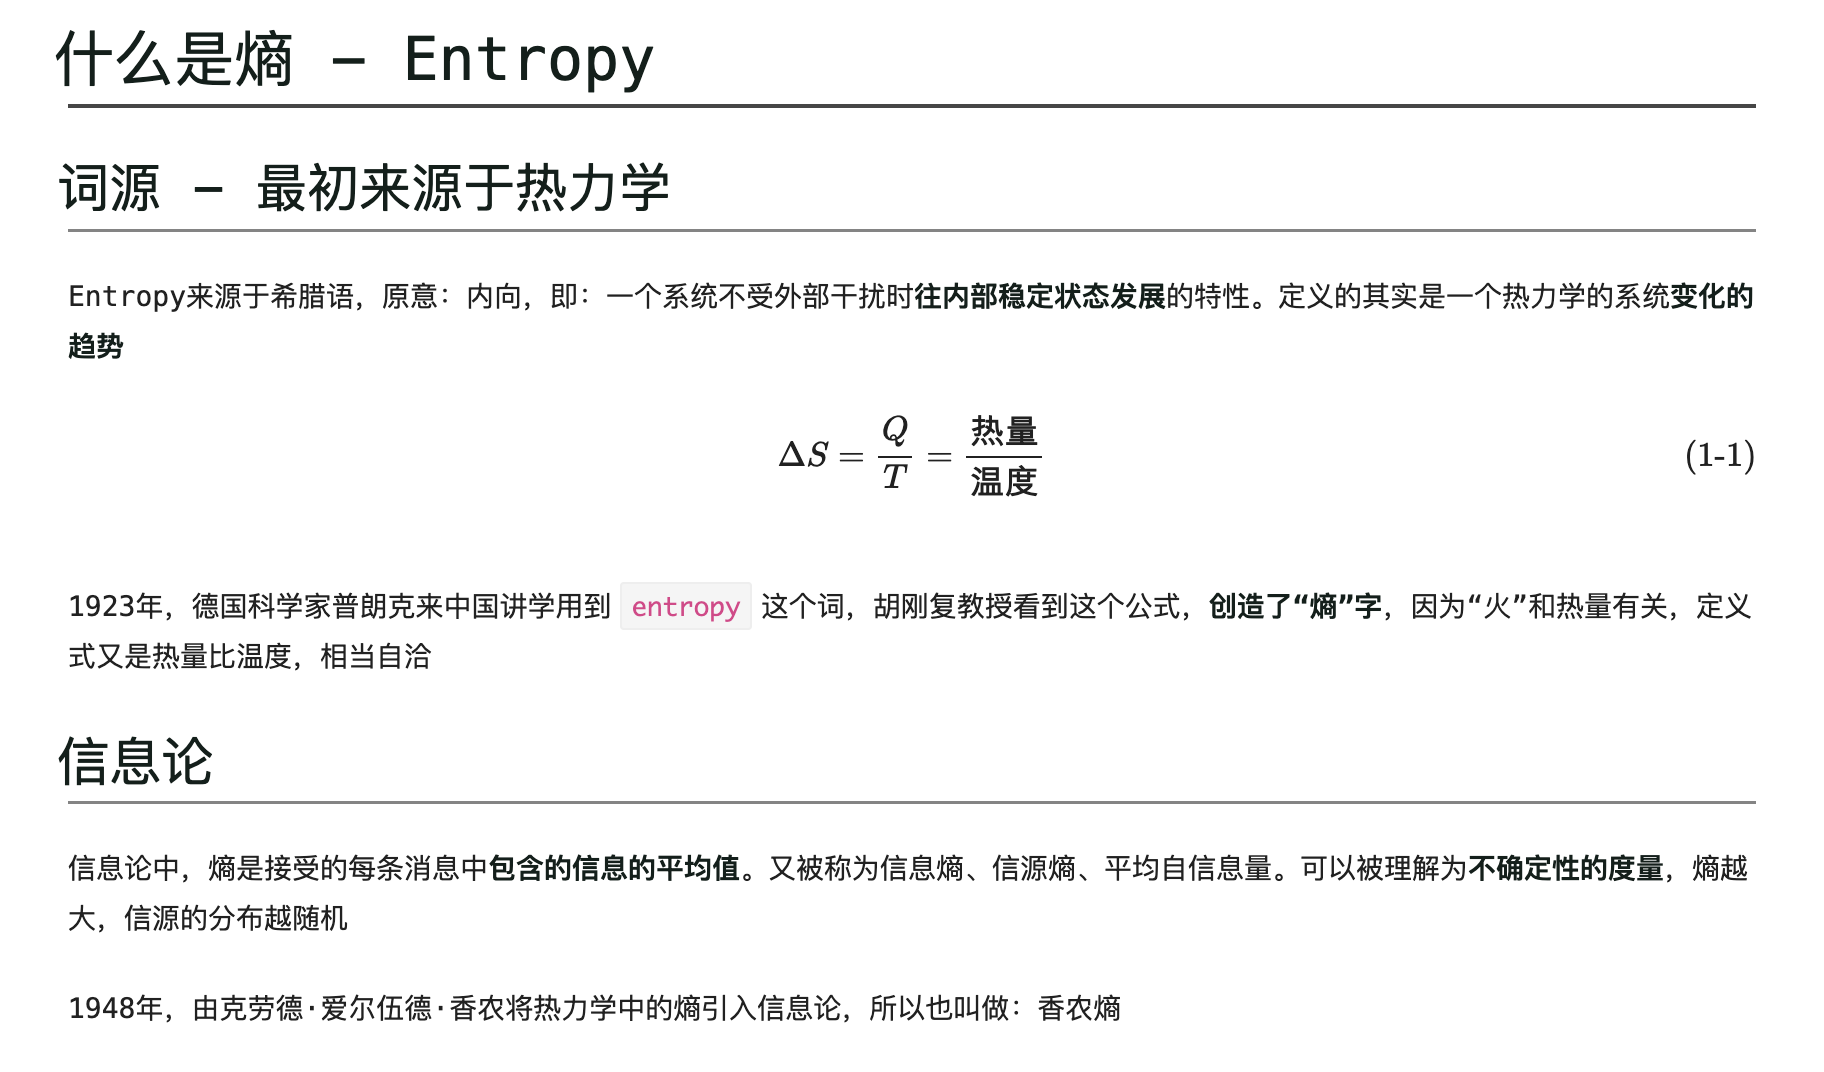 什么是熵 - Entropy
词源 - 最初来源于热力学
Entropy来源于希腊语，原意：内向，即：一个系统不受外部干扰时往内部稳定状态发展的特性。定义的其实是一个热力学的系统变化的
趋势
ΔS = Q/T = 热量/温度 (1-1)
1923年，德国科学家普朗克来中国讲学用到 entropy 这个词，胡刚复教授看到这个公式，创造了“熵”字，因为“火”和热量有关，定义
式又是热量比温度，相当自洽
信息论
信息论中，熵是接受的每条消息中包含的信息的平均值。又被称为信息熵、信源熵、平均自信息量。可以被理解为不确定性的度量，熵越
大，信源的分布越随机
1948年，由克劳德·爱尔伍德·香农将热力学中的熵引入信息论，所以也叫做：香农熵